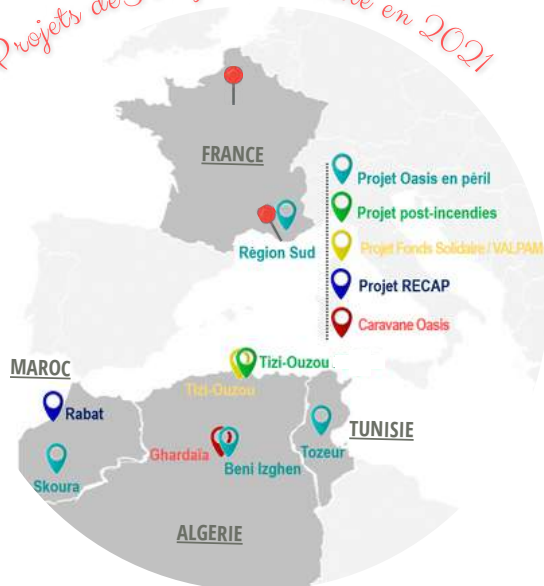 Projets de
en 2021
FRANCE
Projet Oasis en péril
Projet post-incendies
Projet Fonds Solidaire / VALPAM
Projet RECAP
Caravane Oasis
Région Sud
MAROC
Tizi-Ouzou
Tizi-Ouzou
Rabat
TUNISIE
Ghardaïa
Tozeur
Beni Izghen
Skoura
ALGERIE